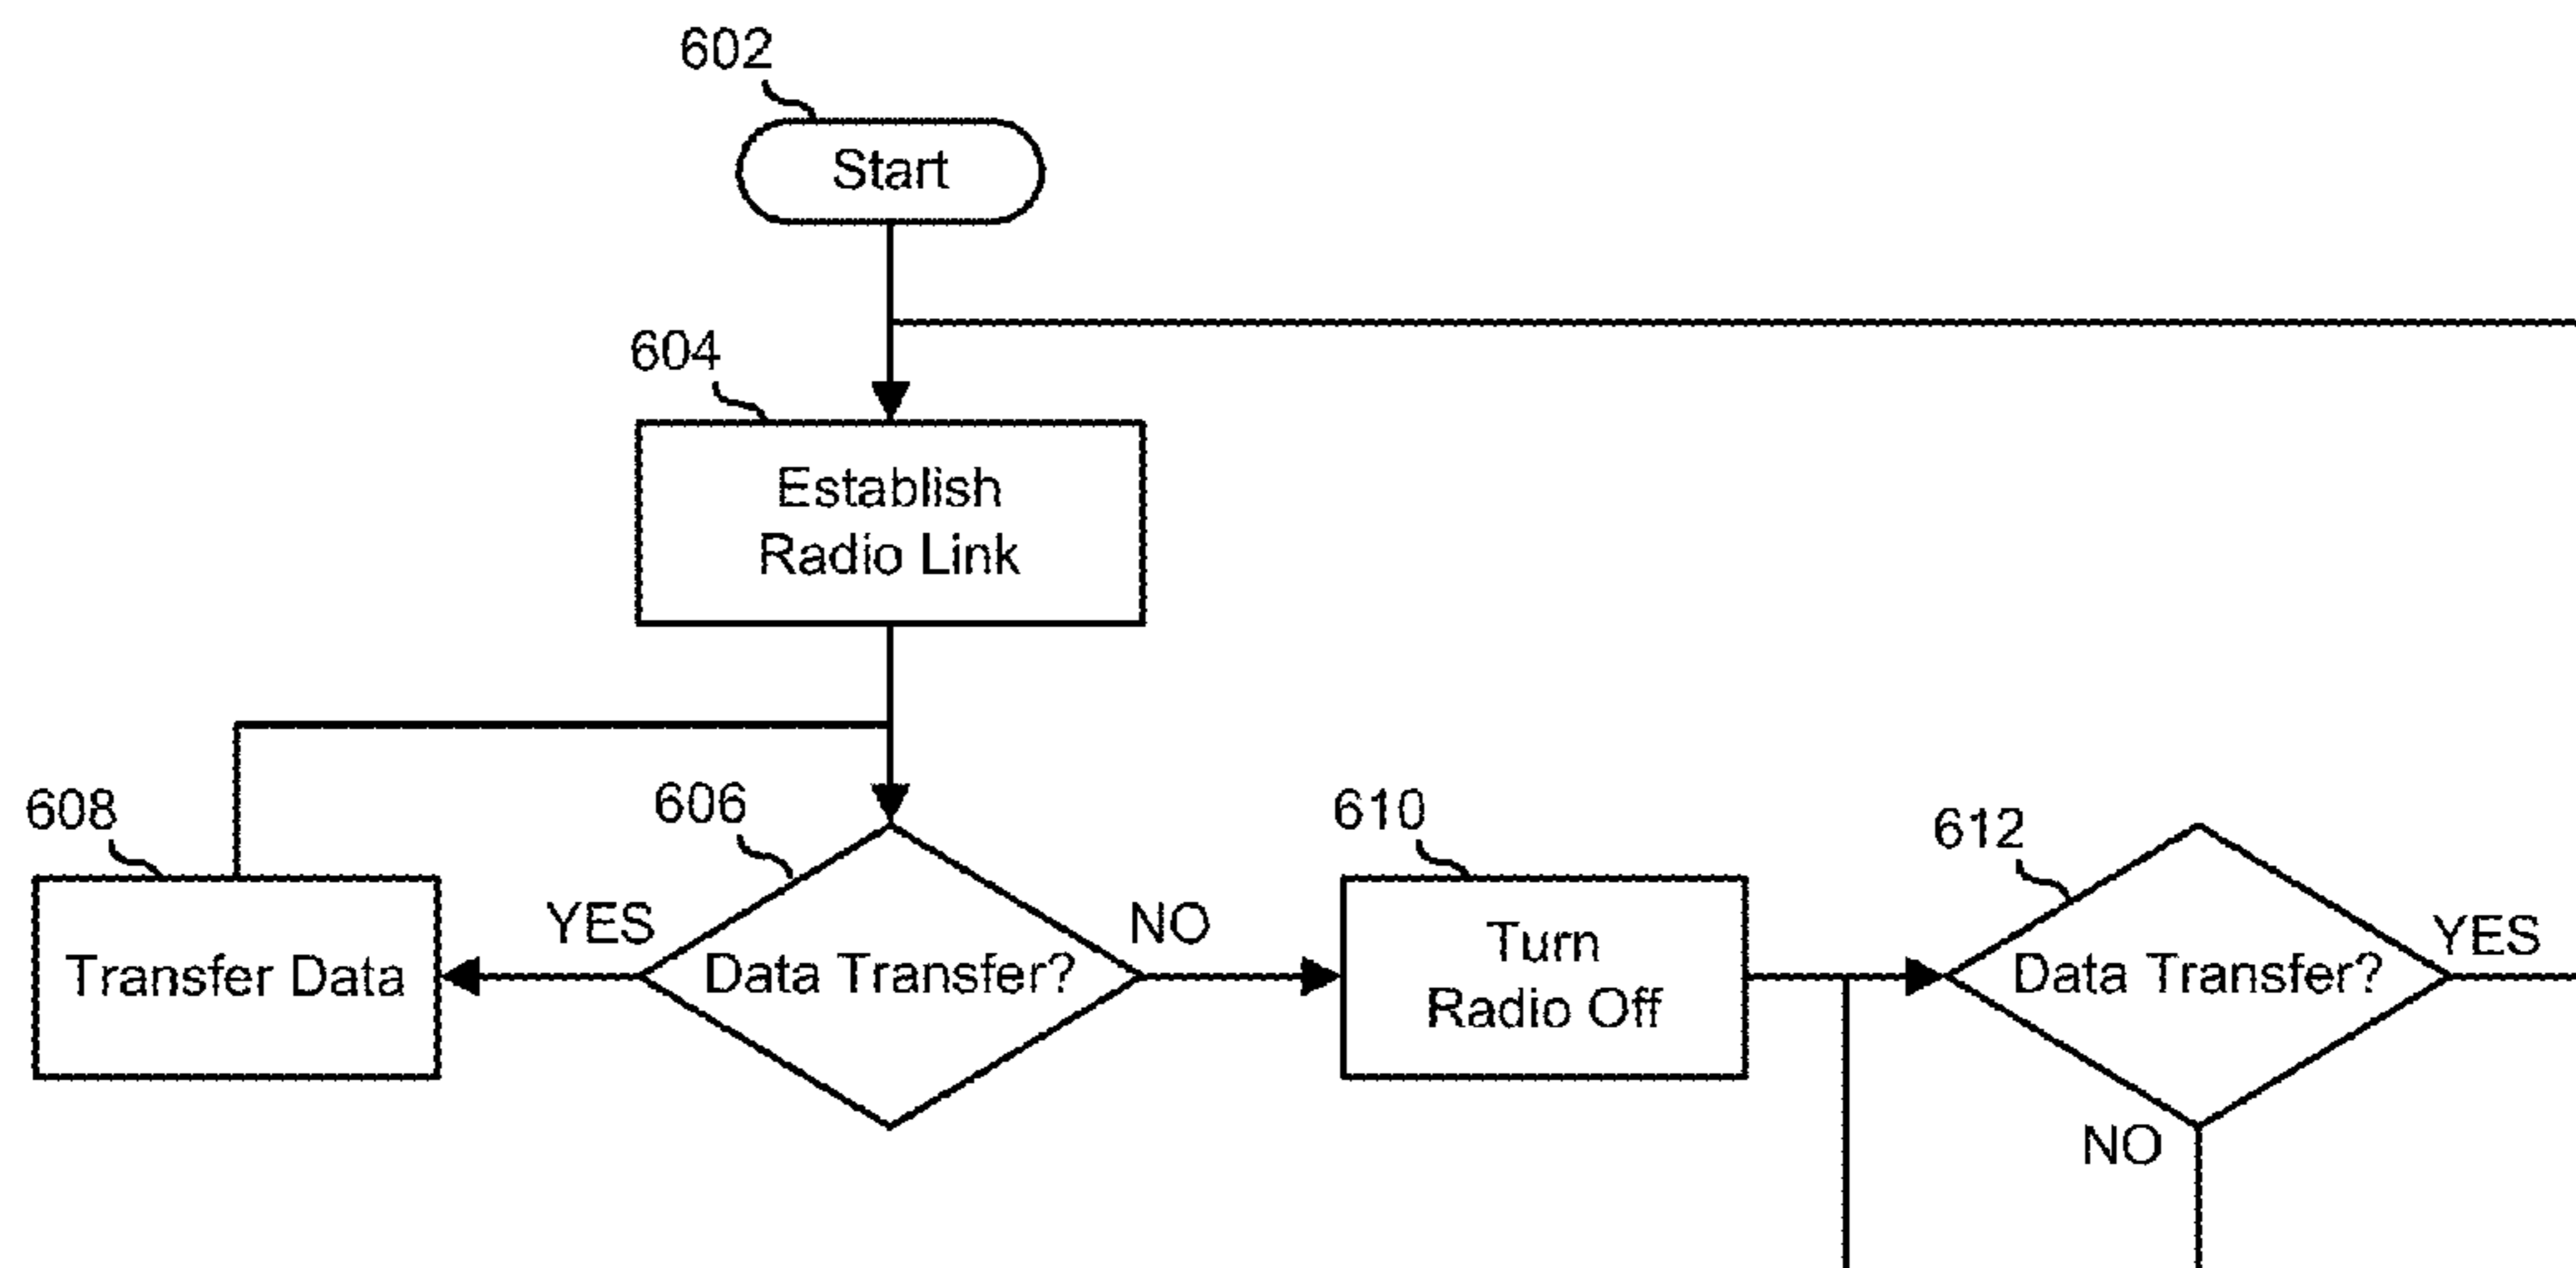 602
Start
604
Establish
Radio Link
608
606
610
612
YES
NO
YES
Transfer Data
Data Transfer?
Turn
Radio Off
Data Transfer?
NO